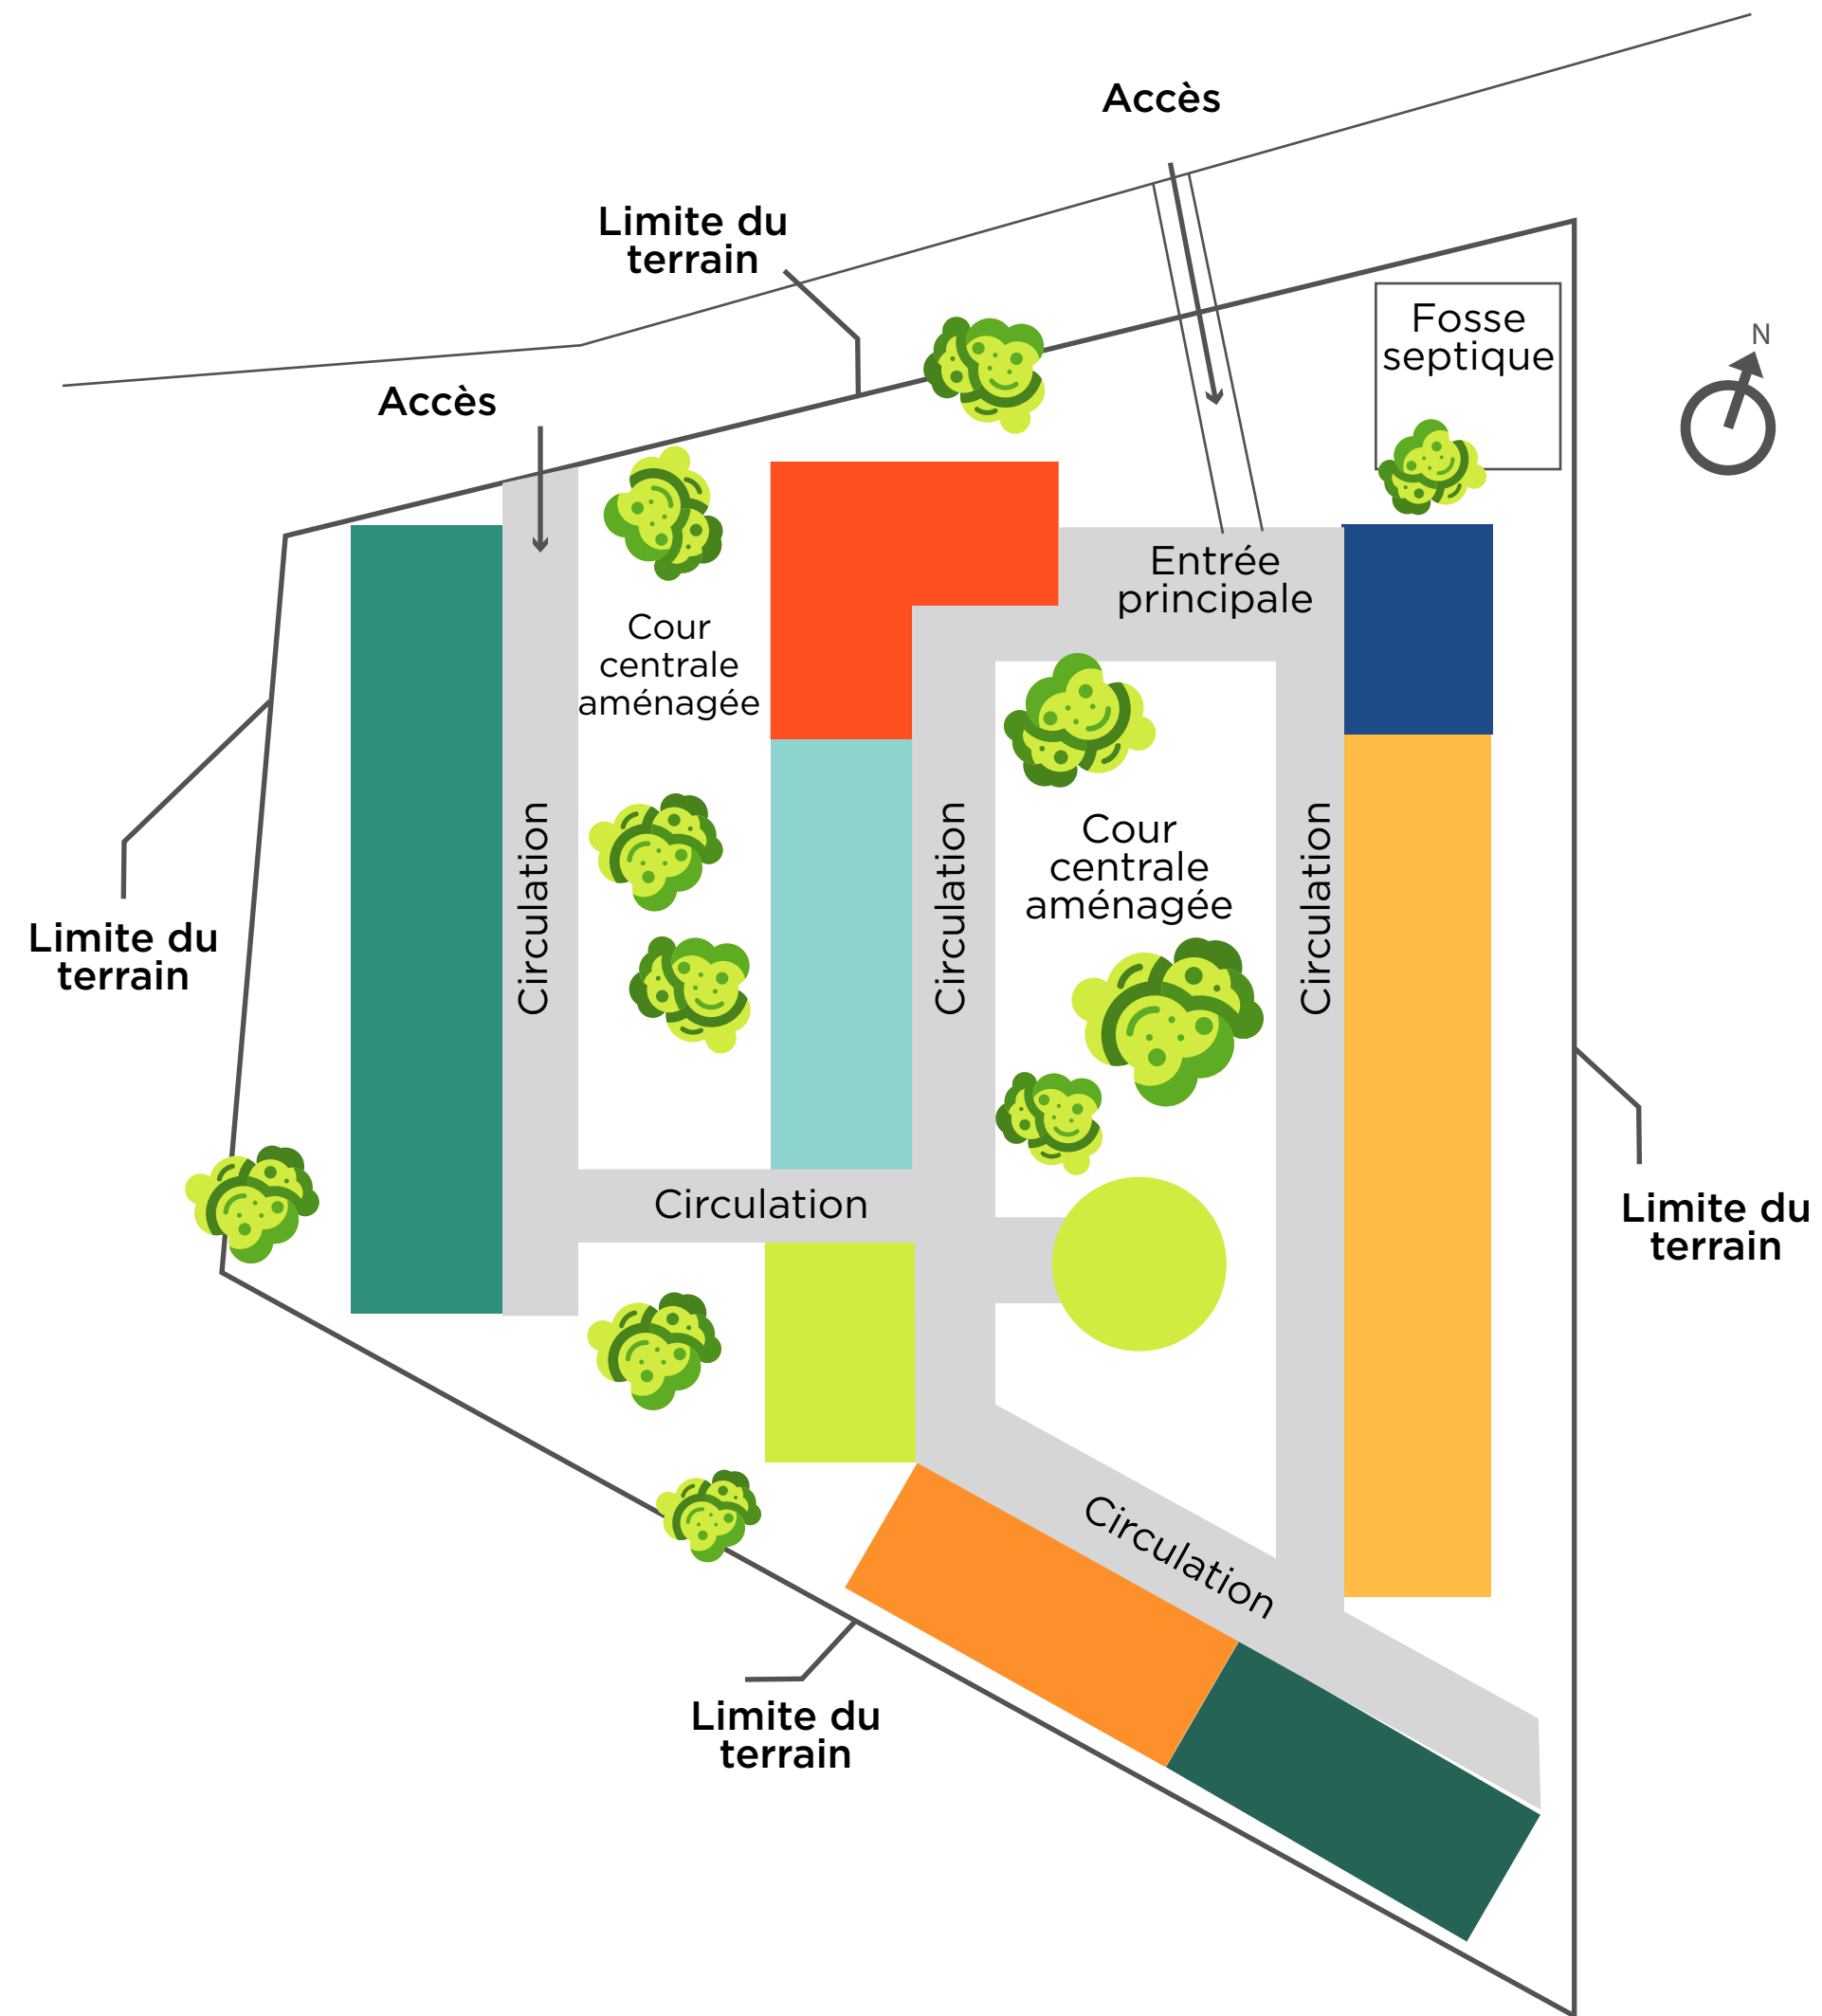 Accès
Limite du
terrain
Fosse
septique
N
Accès
Entrée
principale
Cour
centrale
aménagée
Circulation
Circulation
Circulation
Cour
centrale
aménagée
Limite du
terrain
Circulation
Limite du
terrain
Circulation
Limite du
terrain